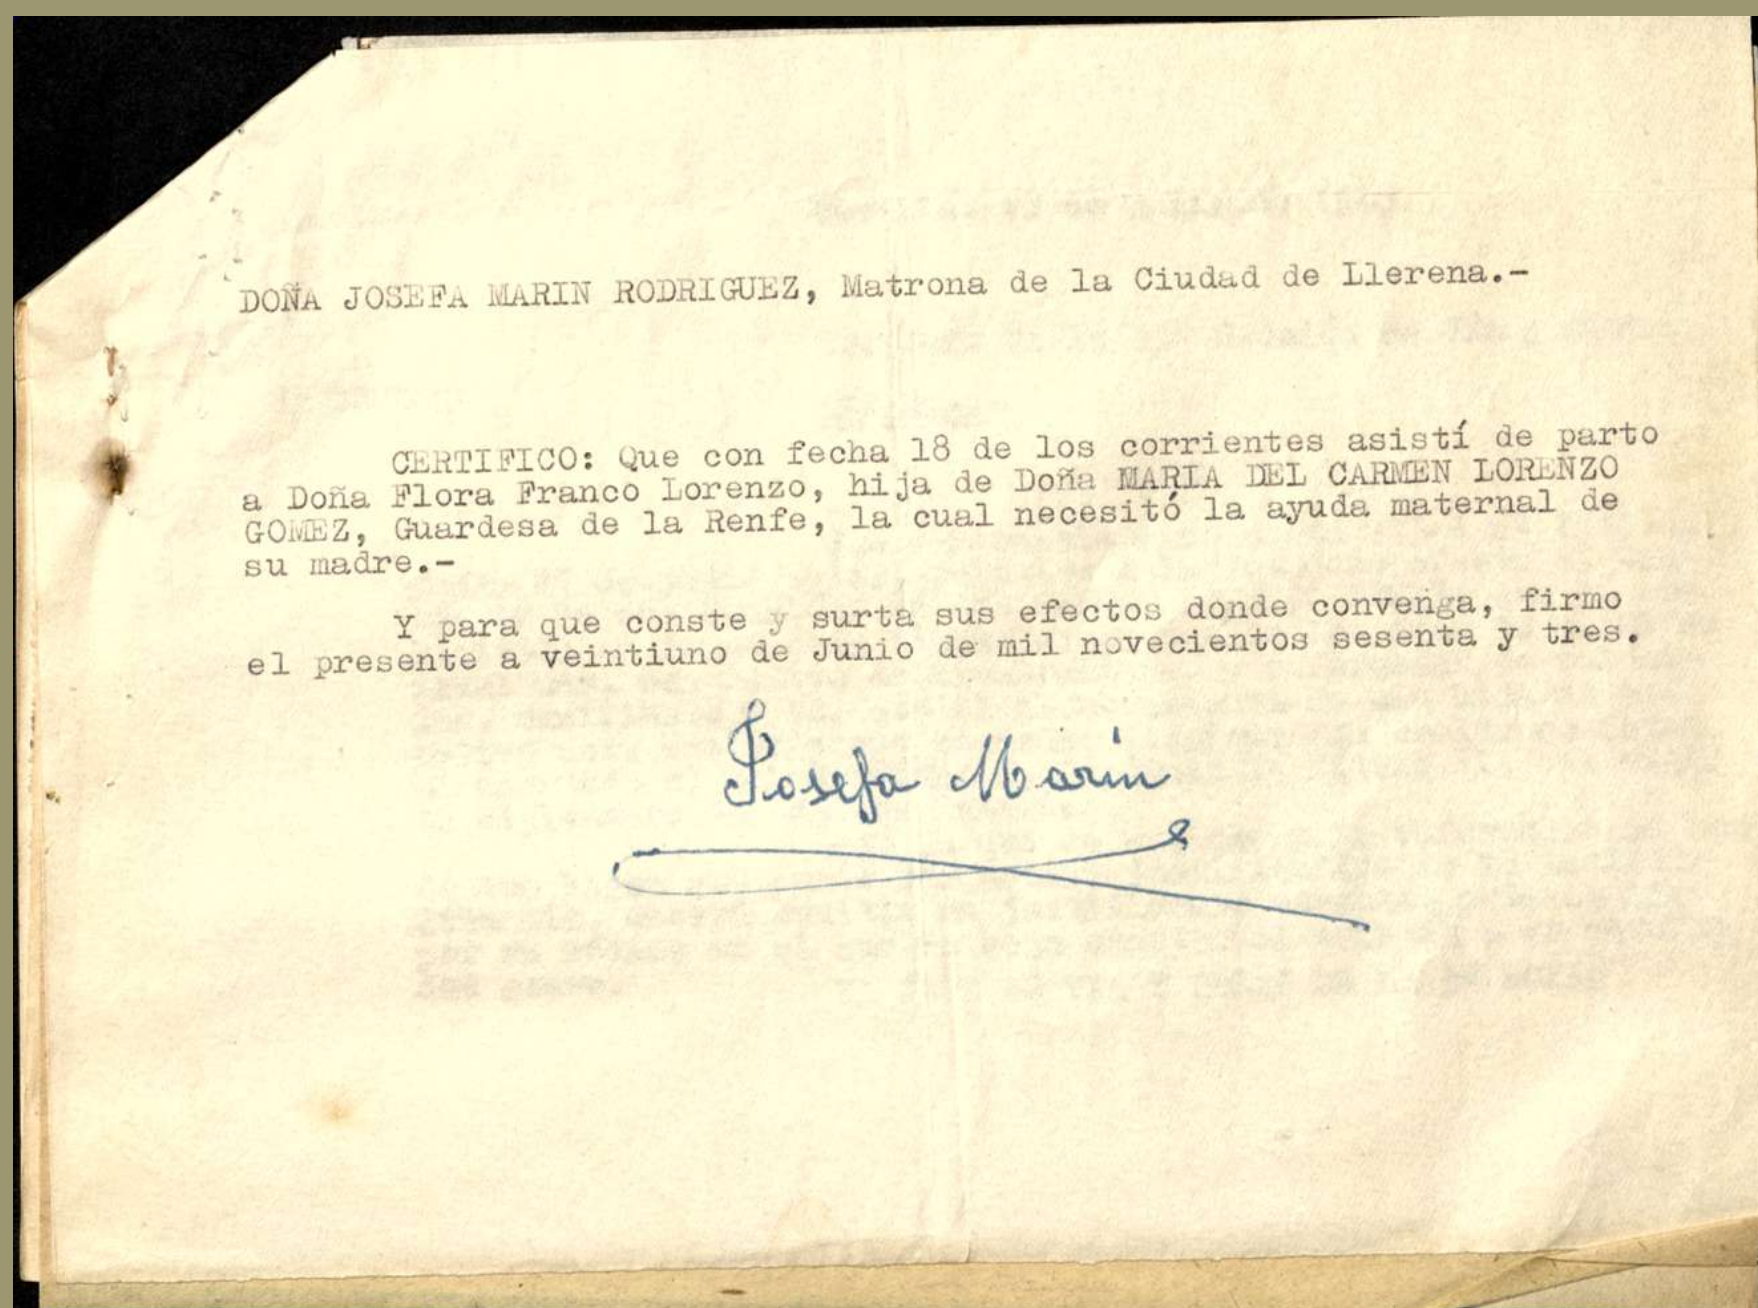 DOÑA JOSEFA MARIN RODRIGUEZ, Matrona de la Ciudad de Llerena.-
CERTIFICO: Que con fecha 18 de los corrientes asistí de parto
a Doña Flora Franco Lorenzo, hija de Doña MARIA DEL CARMEN LORENZO
GOMEZ, Guardesa de la Renfe, la cual necesitó la ayuda maternal de
su madre.-
Y para que conste y surta sus efectos donde convenga, firmo
el presente a veintiuno de Junio de mil novecientos sesenta y tres.
Josefa Marin